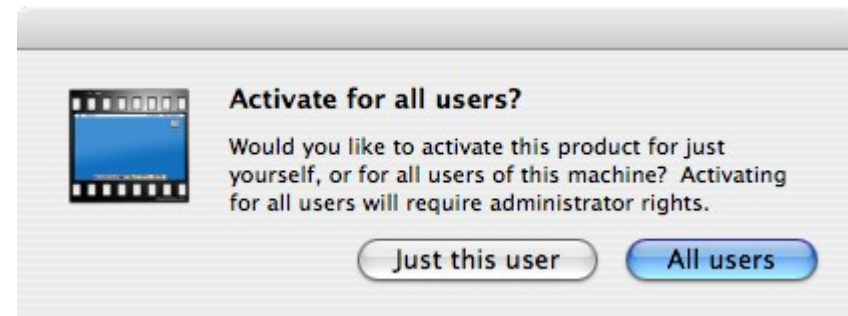 Activate for all users?
Would you like to activate this product for just
yourself, or for all users of this machine?  Activating
for all users will require administrator rights.
Just this user
All users